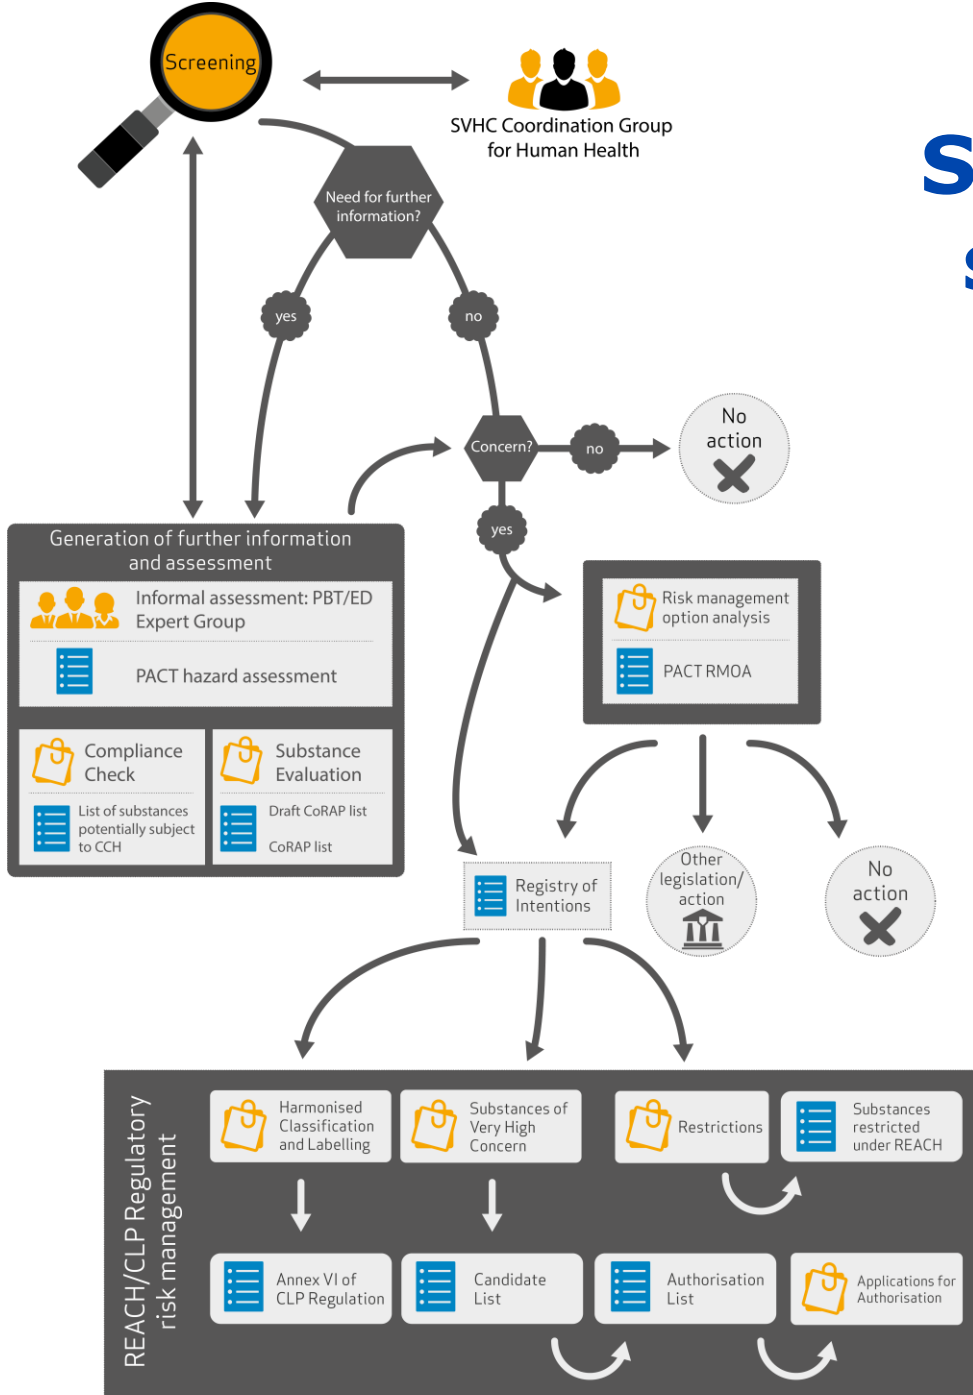 Screening
SVHC Coordination Group
for Human Health
S
s
Need for further
information?
yes
no
Concern?
no
No
action
yes
Generation of further information
and assessment
Informal assessment: PBT/ED
Expert Group
PACT hazard assessment
Compliance
Check
List of substances
potentially subject
to CCH
Substance
Evaluation
Draft CoRAP list
CoRAP list
Risk management
option analysis
PACT RMOA
Registry of
Intentions
Other
legislation/
action
No
action
REACH/CLP Regulatory
risk management
Harmonised
Classification
and Labelling
Substances of
Very High
Concern
Restrictions
Substances
restricted
under REACH
Annex VI of
CLP Regulation
Candidate
List
Authorisation
List
Applications for
Authorisation